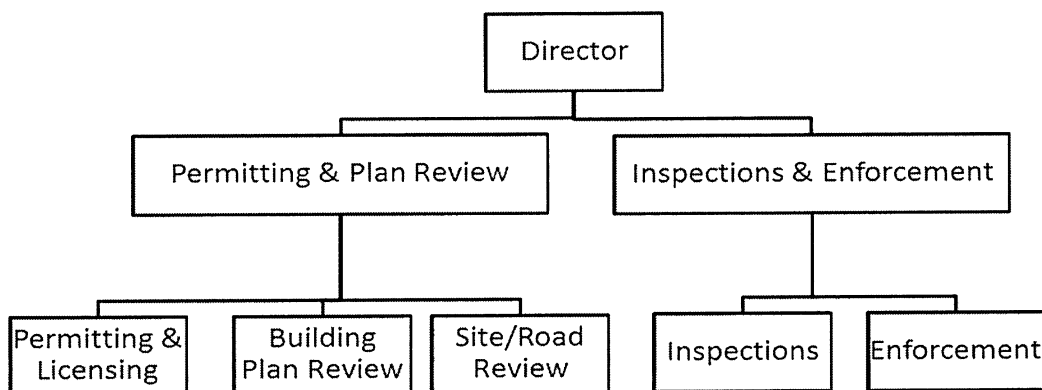 Director
Permitting & Plan Review
Inspections & Enforcement
Permitting &
Licensing
Building
Plan Review
Site/Road
Review
Inspections
Enforcement